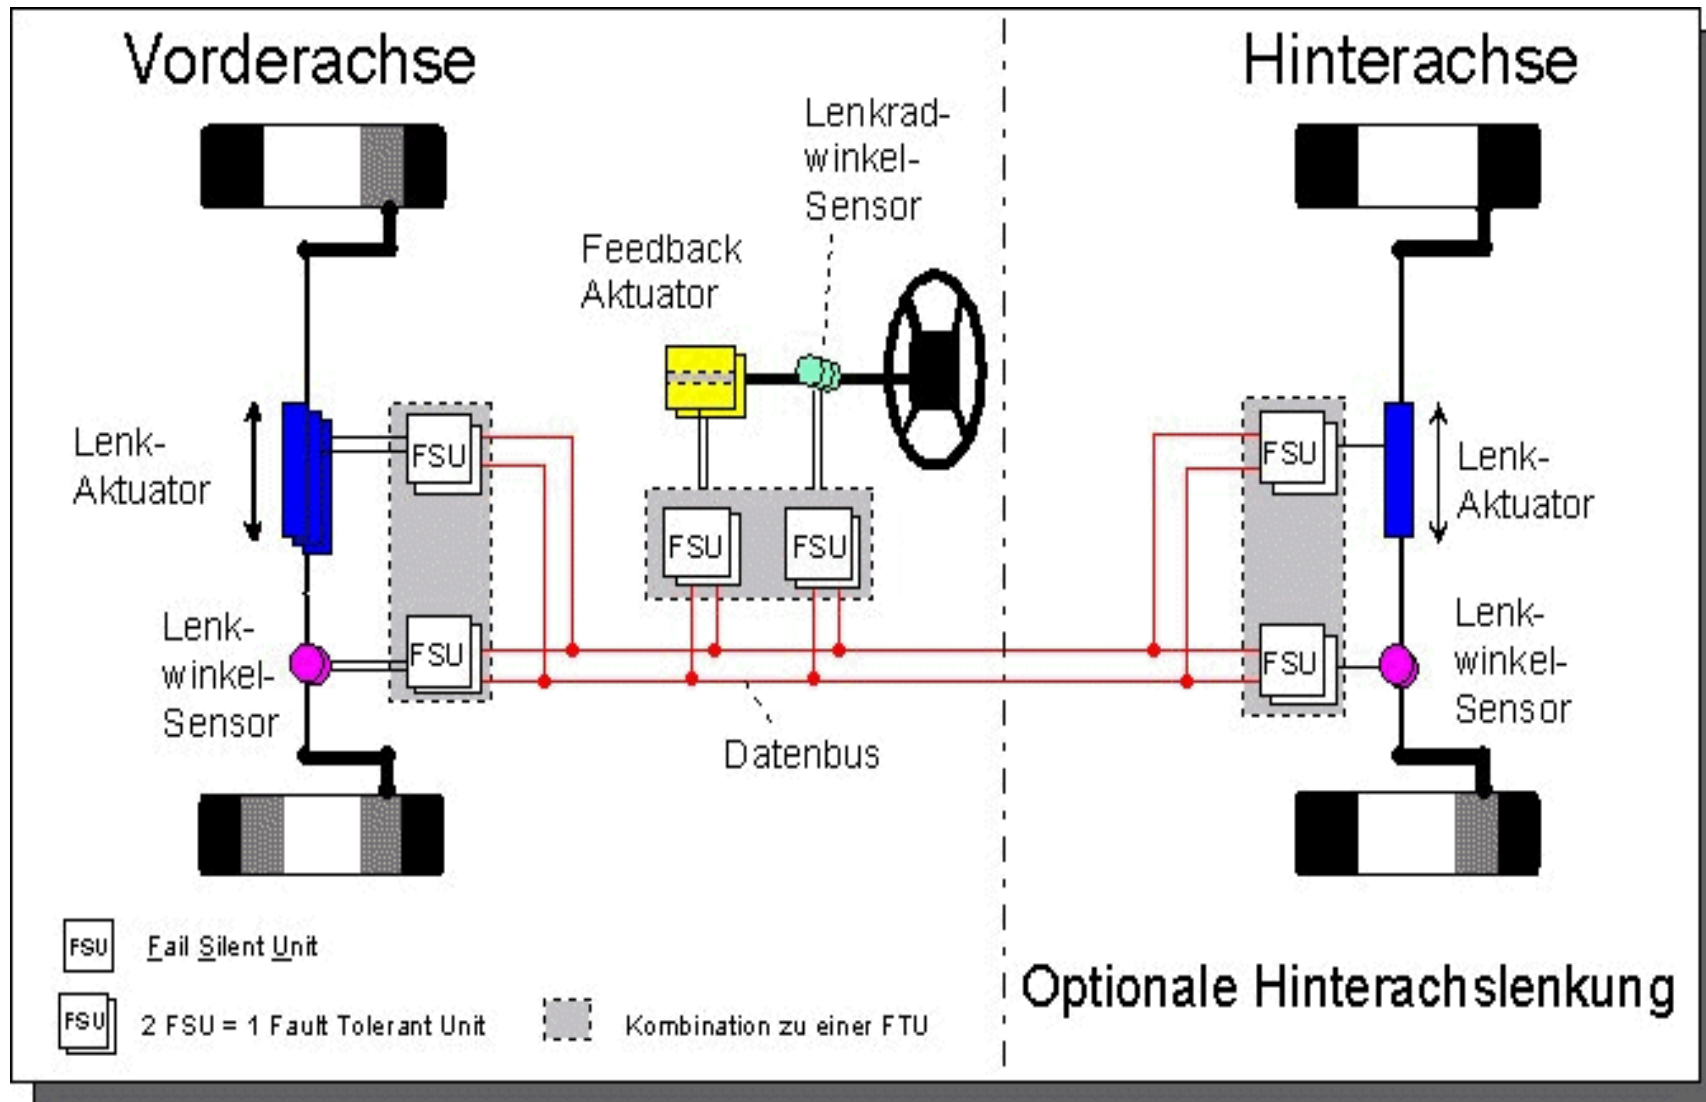 Vorderachse
Hinterachse
Lenkrad-
winkel-
Sensor
Feedback
Aktuator
Lenk-
Aktuator
FSU
FSU
FSU
FSU
Lenk-
winkel-
Sensor
Datenbus
FSU
FSU
Lenk-
Aktuator
Lenk-
winkel-
Sensor
FSU
Fail Silent Unit
FSU
2 FSU = 1 Fault Tolerant Unit
Kombination zu einer FTU
Optionale Hinterachslenkung